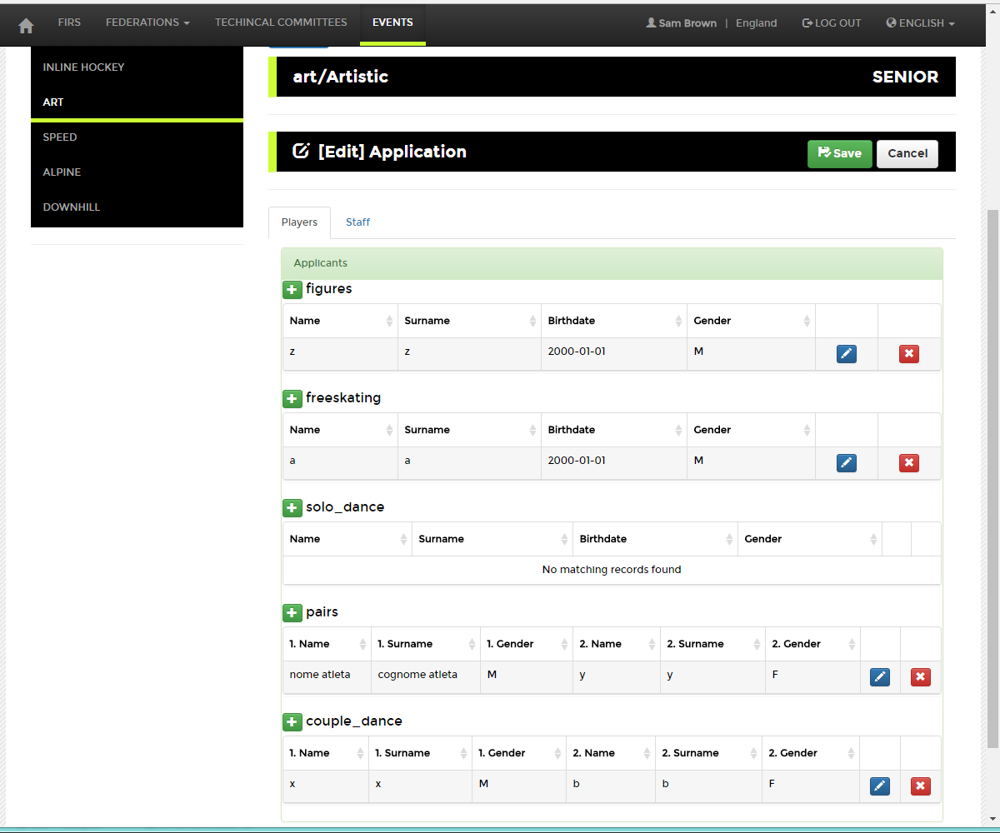 FIRS FEDERATIONS TECHINCAL COMMITTEES EVENTS Sam Brown | England LOG OUT ENGLISH
INLINE HOCKEY
ART
SPEED
ALPINE
DOWNHILL
art/Artistic SENIOR
[Edit] Application Save Cancel
Players Staff
Applicants
figures
Name Surname Birthdate Gender
z z 2000-01-01 M
freeskating
Name Surname Birthdate Gender
a a 2000-01-01 M
solo_dance
Name Surname Birthdate Gender
No matching records found
pairs
1. Name 1. Surname 1. Gender 2. Name 2. Surname 2. Gender
nome atleta cognome atleta M y y F
couple_dance
1. Name 1. Surname 1. Gender 2. Name 2. Surname 2. Gender
x x M b b F